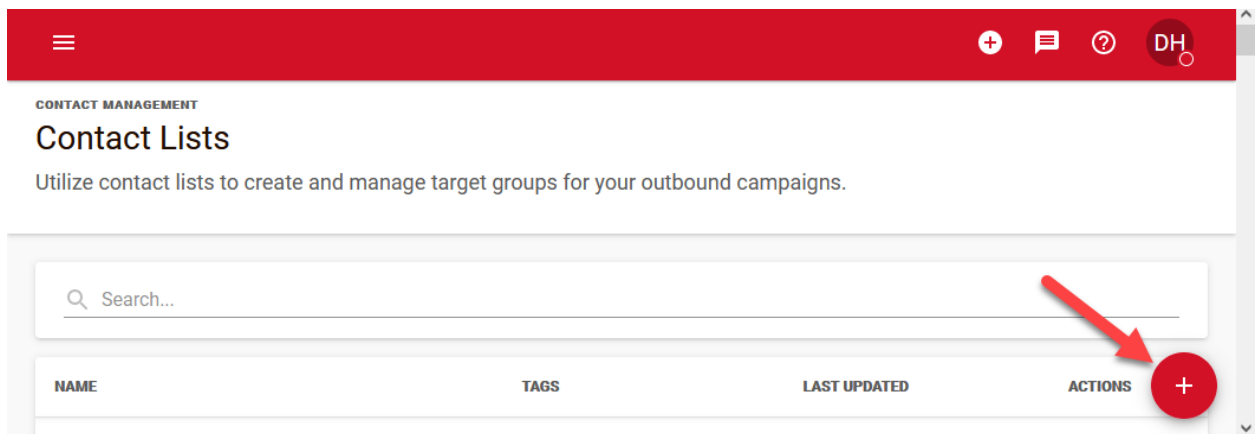 DH
CONTACT MANAGEMENT
Contact Lists
Utilize contact lists to create and manage target groups for your outbound campaigns.
Search...
NAME TAGS LAST UPDATED ACTIONS